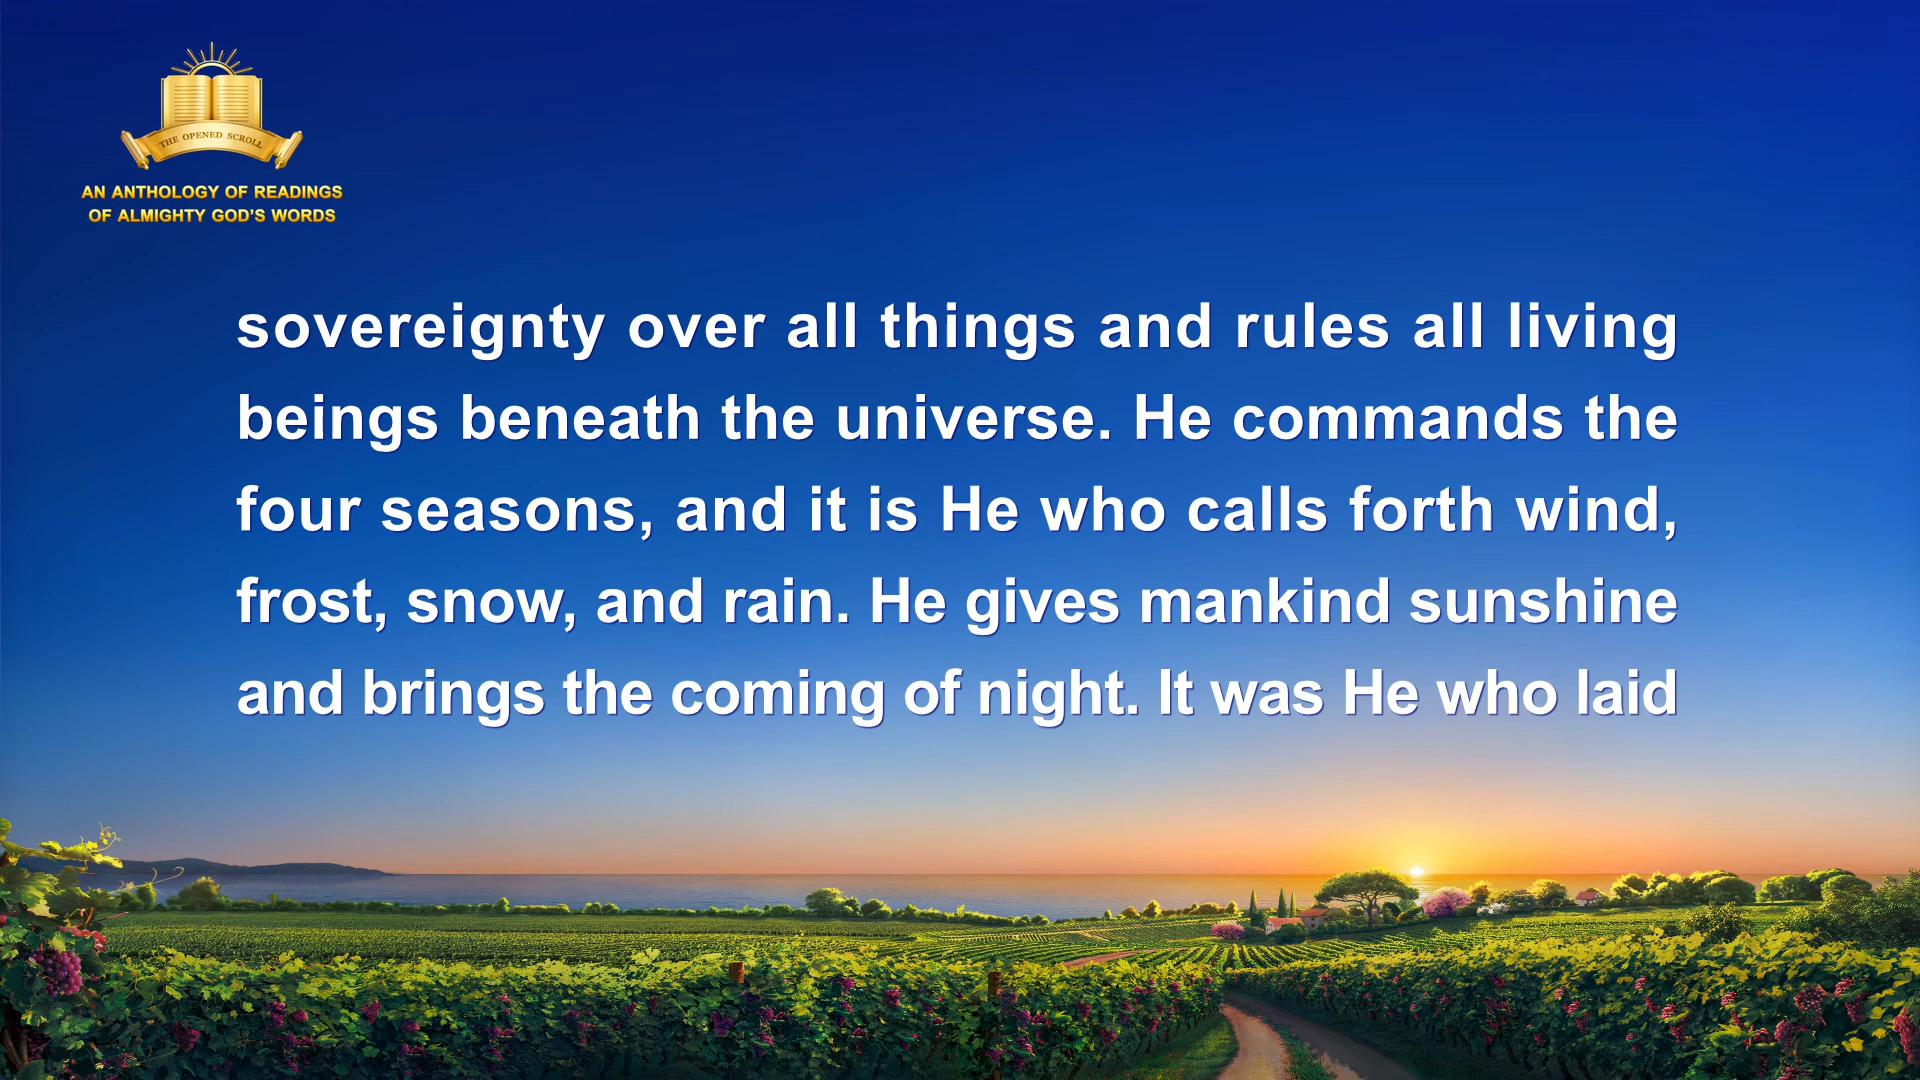 THE OPENED SCROLL
AN ANTHOLOGY OF READINGS
OF ALMIGHTY GOD'S WORDS
sovereignty over all things and rules all living
beings beneath the universe. He commands the
four seasons, and it is He who calls forth wind,
frost, snow, and rain. He gives mankind sunshine
and brings the coming of night. It was He who laid